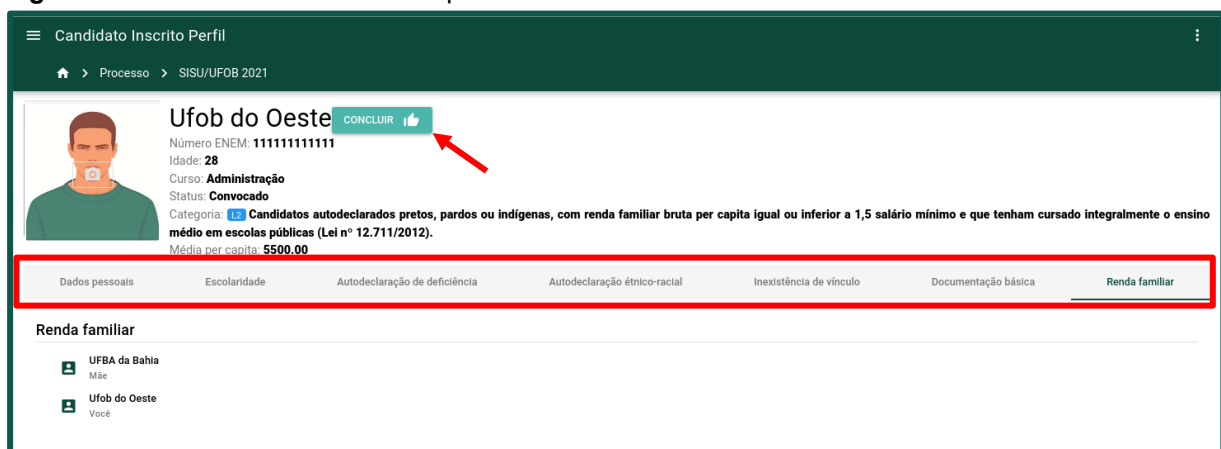 Candidato Inscrito Perfil
Processo > SISU/UFOB 2021
Ufob do Oeste CONCLUIR
Número ENEM: 111111111111
Idade: 28
Curso: Administração
Status: Convocado
Categoria: L2 Candidatos autodeclarados pretos, pardos ou indígenas, com renda familiar bruta per capita igual ou inferior a 1,5 salário mínimo e que tenham cursado integralmente o ensino
médio em escolas públicas (Lei nº 12.711/2012).
Média per capita: 5500.00
Dados pessoais Escolaridade Autodeclaração de deficiência Autodeclaração étnico-racial Inexistência de vínculo Documentação básica Renda familiar
Renda familiar
UFBA da Bahia
Mãe
Ufob do Oeste
Você